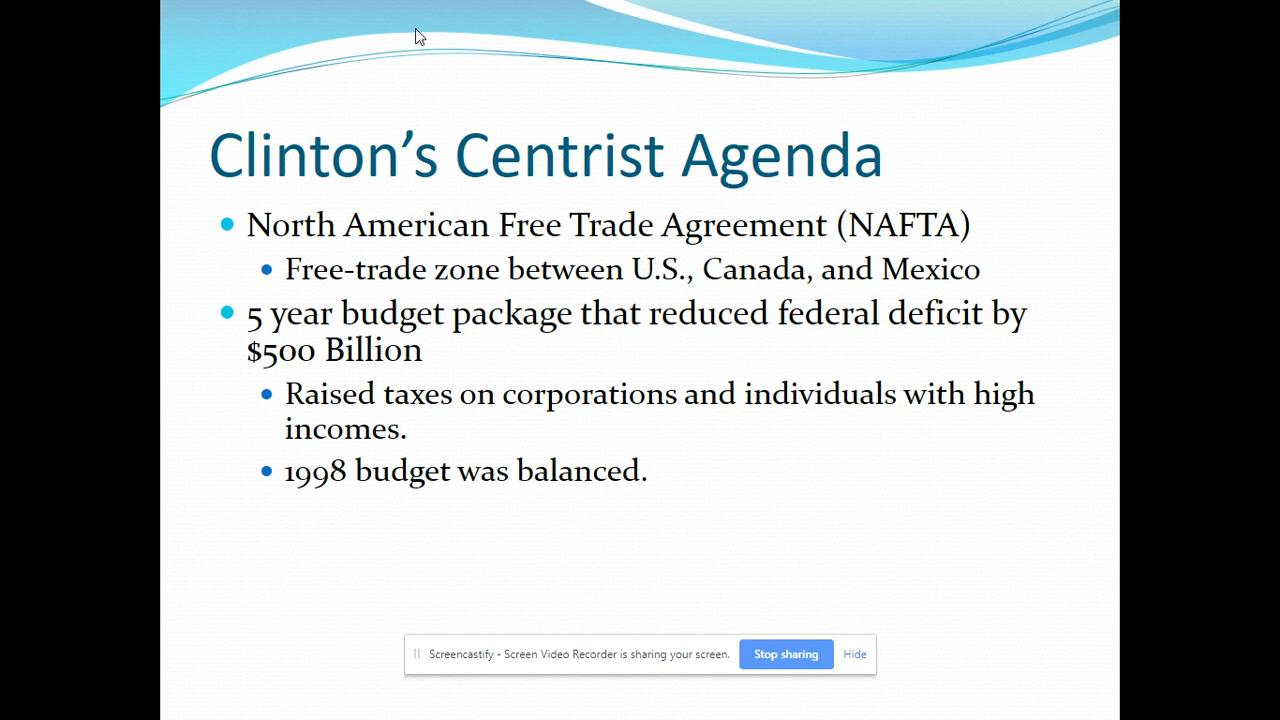 Clinton’s Centrist Agenda
North American Free Trade Agreement (NAFTA)
Free-trade zone between U.S., Canada, and Mexico
5 year budget package that reduced federal deficit by
$500 Billion
Raised taxes on corporations and individuals with high
incomes.
1998 budget was balanced.
Screencastify - Screen Video Recorder is sharing your screen. Stop sharing Hide